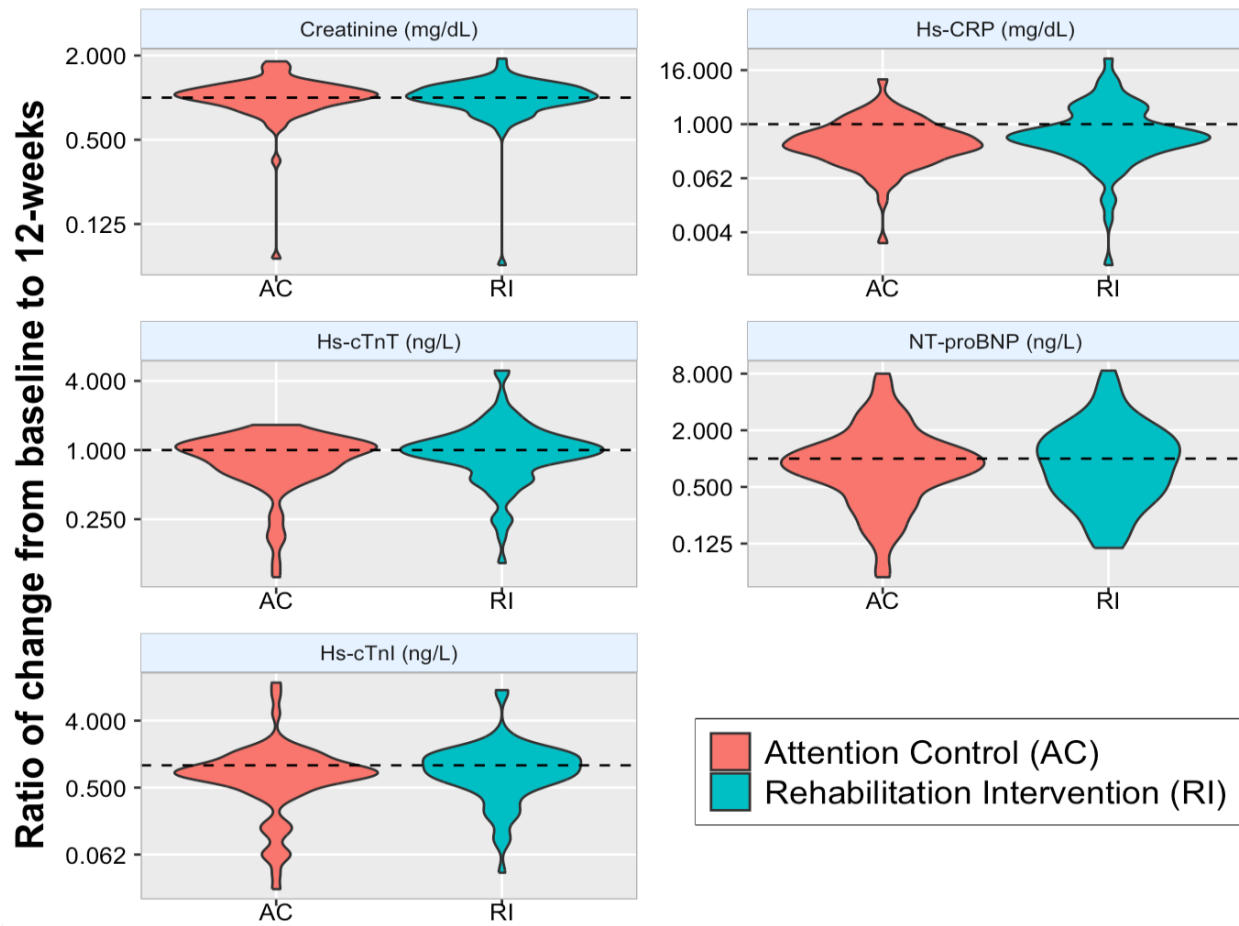 Ratio of change from baseline to 12-weeks
Creatinine (mg/dL)
2.000
0.500
0.125
AC RI
Hs-CRP (mg/dL)
16.000
1.000
0.062
0.004
AC RI
Hs-cTnT (ng/L)
4.000
1.000
0.250
AC RI
NT-proBNP (ng/L)
8.000
2.000
0.500
0.125
AC RI
Hs-cTnI (ng/L)
4.000
0.500
0.062
AC RI
Attention Control (AC)
Rehabilitation Intervention (RI)